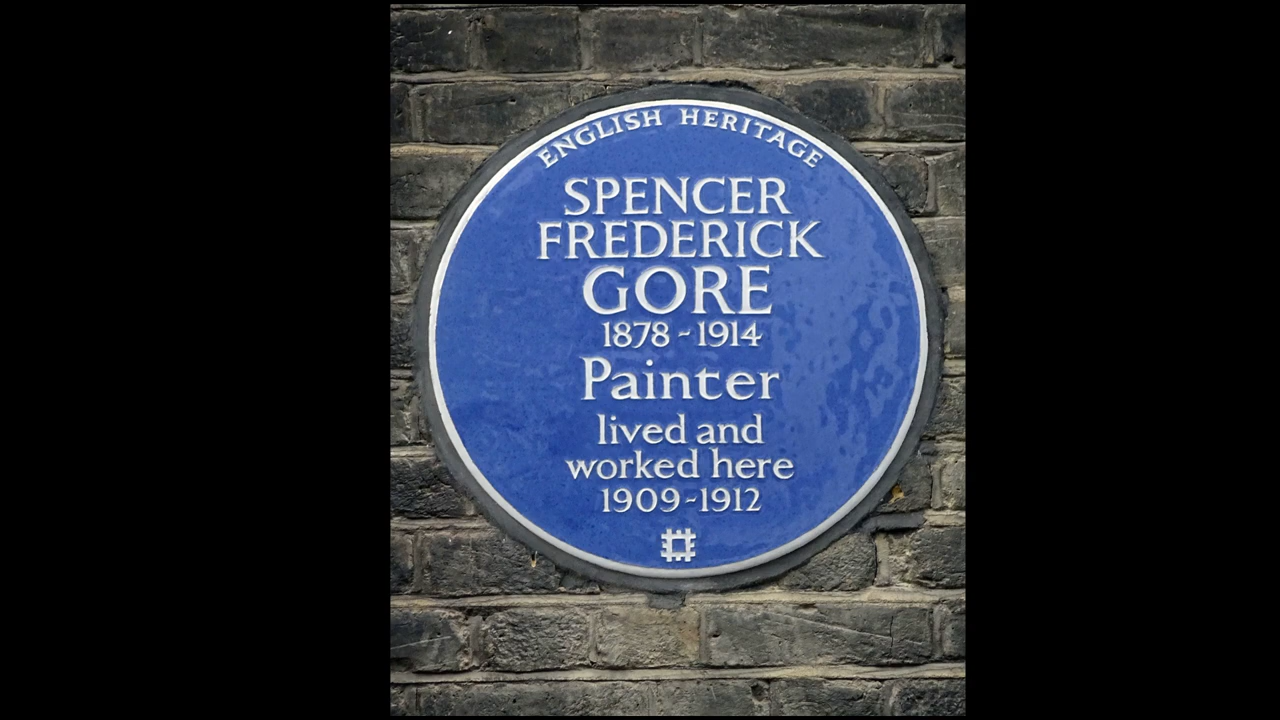 ENGLISH HERITAGE
SPENCER
FREDERICK
GORE
1878-1914
Painter
lived and
worked here
1909-1912